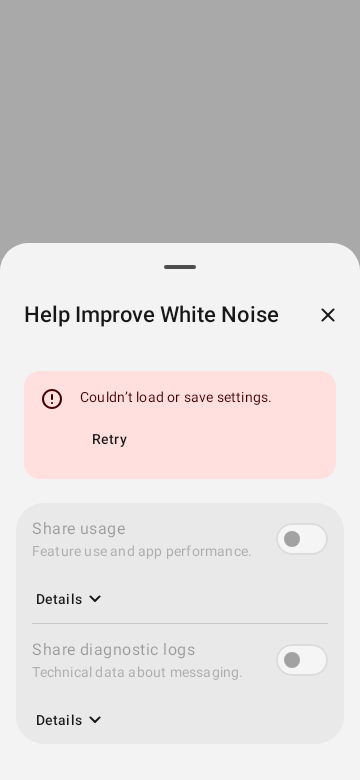 Help Improve White Noise
Couldn't load or save settings.
Retry
Share usage
Feature use and app performance.
Details
Share diagnostic logs
Technical data about messaging.
Details